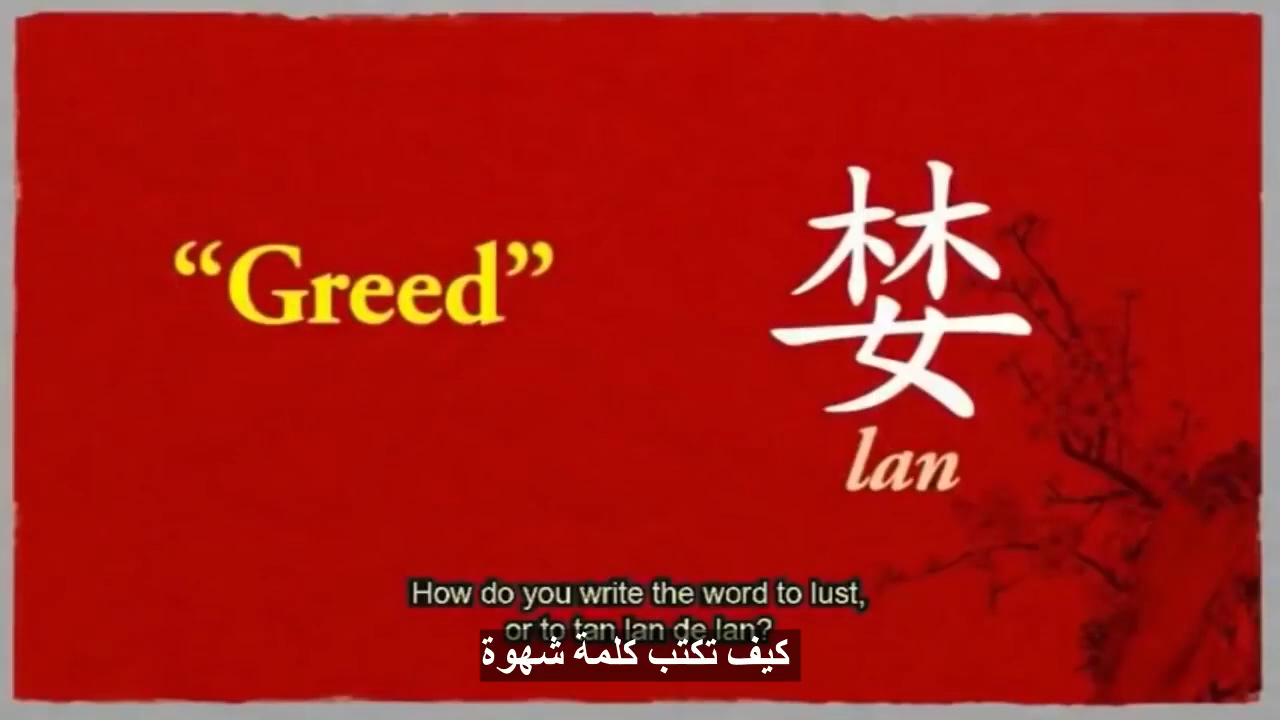 “Greed”
婪
lan
How do you write the word to lust,
or to tan lan de lan?
كيف تكتب كلمة شهوة